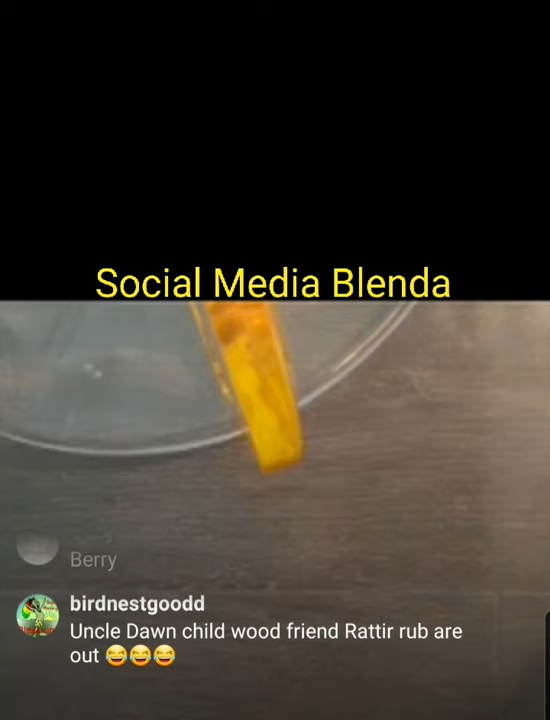 Social Media Blenda
Berry
birdnestgoodd
Uncle Dawn child wood friend Rattir rub are
out 😂😂😂